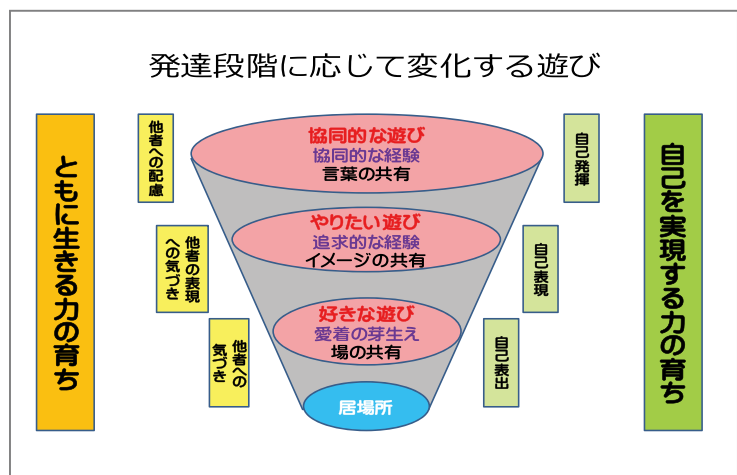 発達段階に応じて変化する遊び
ともに生きる力の育ち
他者への配慮
協同的な遊び
協同的な経験
言葉の共有
自己発揮
自己を実現する力の育ち
他者の表現
への気づき
やりたい遊び
追求的な経験
イメージの共有
自己表現
他者への
気づき
好きな遊び
愛着の芽生え
場の共有
自己表出
居場所